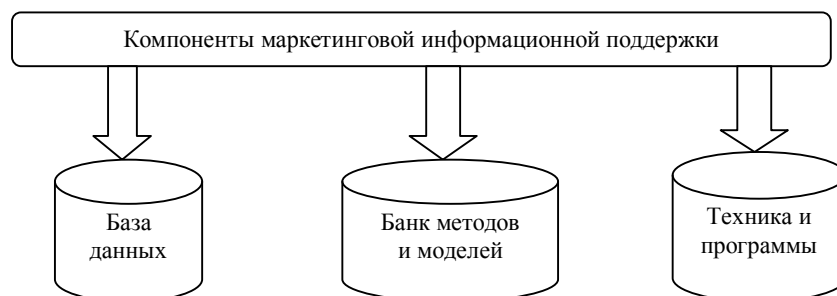 Компоненты маркетинговой информационной поддержки
База
данных
Банк методов
и моделей
Техника и
программы